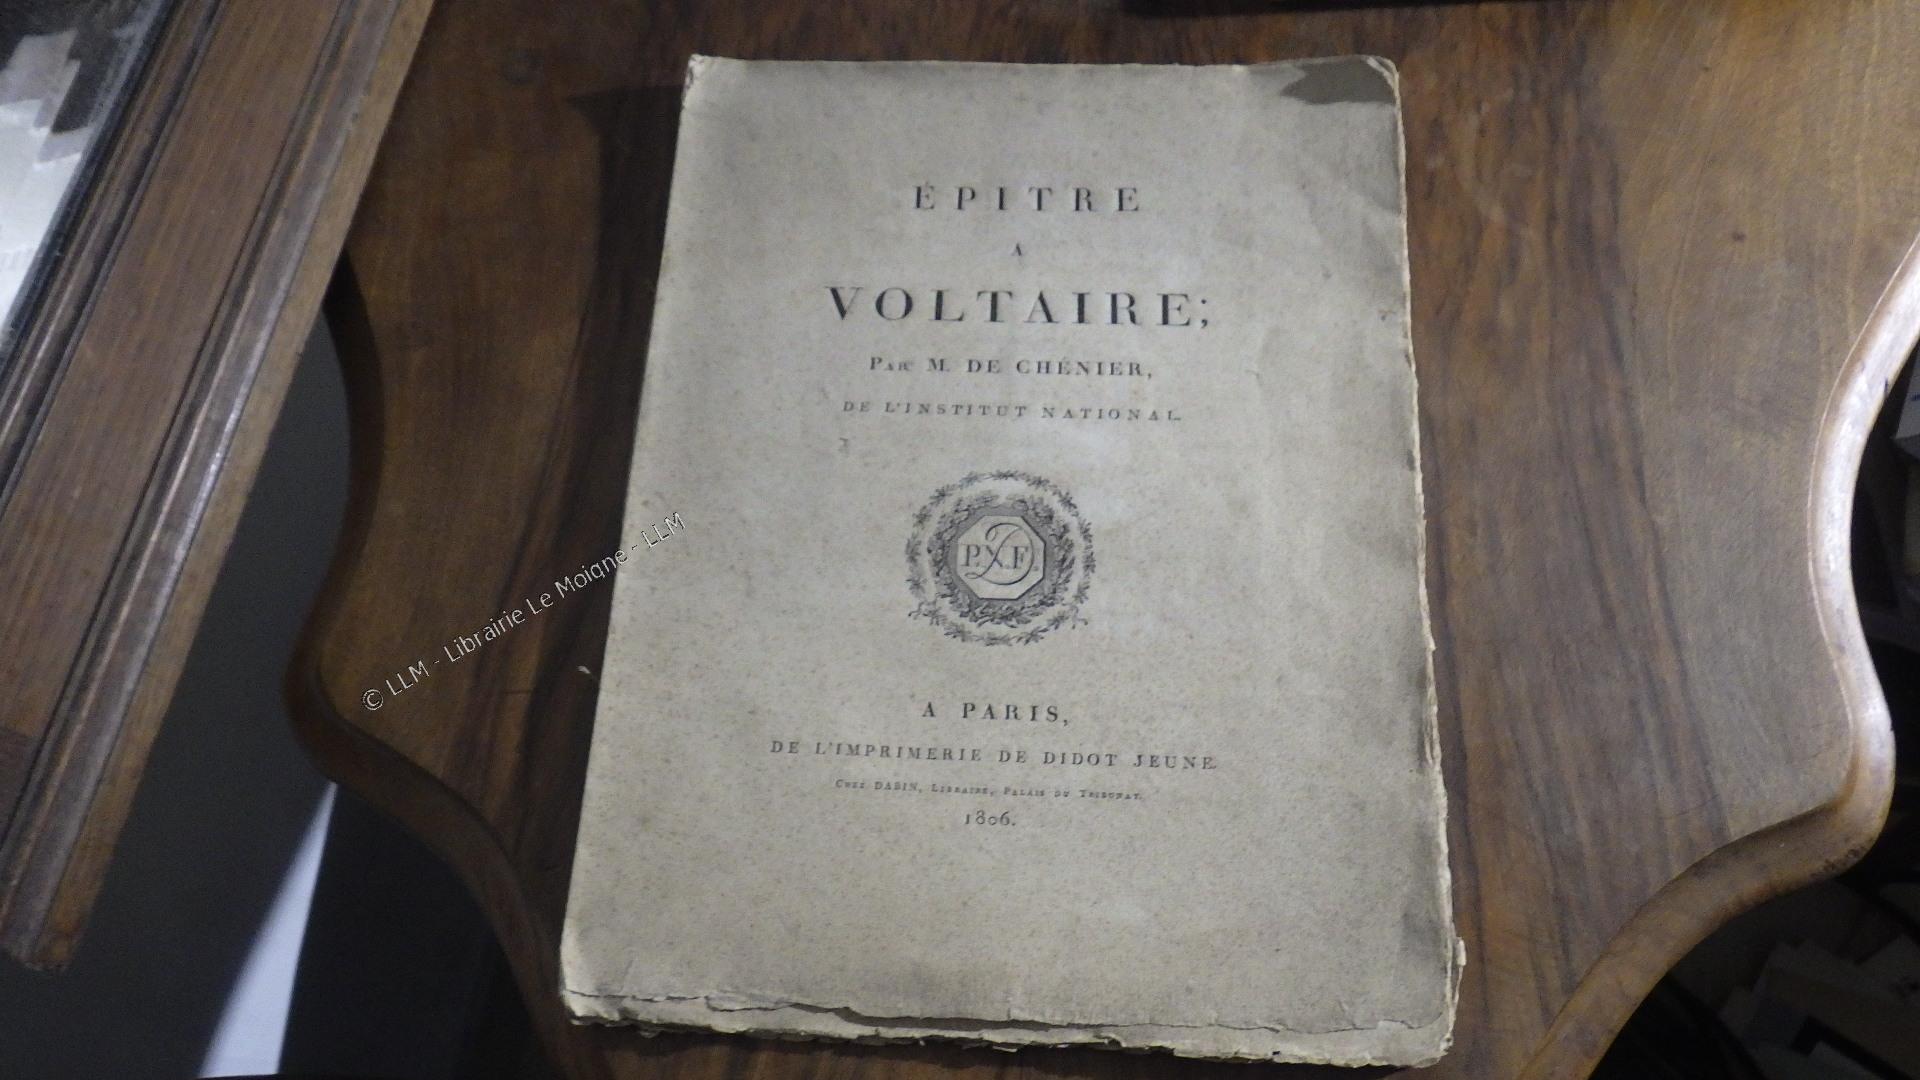 ÉPITRE
A
VOLTAIRE;
PAR M. DE CHÉNIER,
DE L'INSTITUT NATIONAL.
P.N.F.
D
A PARIS,
DE L'IMPRIMERIE DE DIDOT JEUNE.
CHEZ DABIN, LIBRAIRE, PALAIS DU TRIBUNAT.
1806.
© LLM - Librairie Le Moigne - LLM